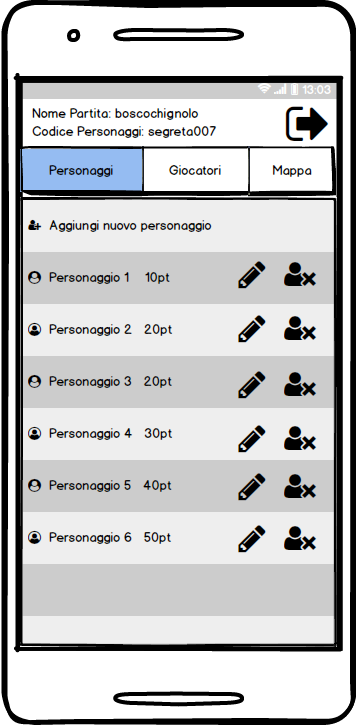 13:03
Nome Partita: boscochignolo
Codice Personaggi: segreta007
Personaggi Giocatori Mappa
Aggiungi nuovo personaggio
Personaggio 1 10pt
Personaggio 2 20pt
Personaggio 3 20pt
Personaggio 4 30pt
Personaggio 5 40pt
Personaggio 6 50pt